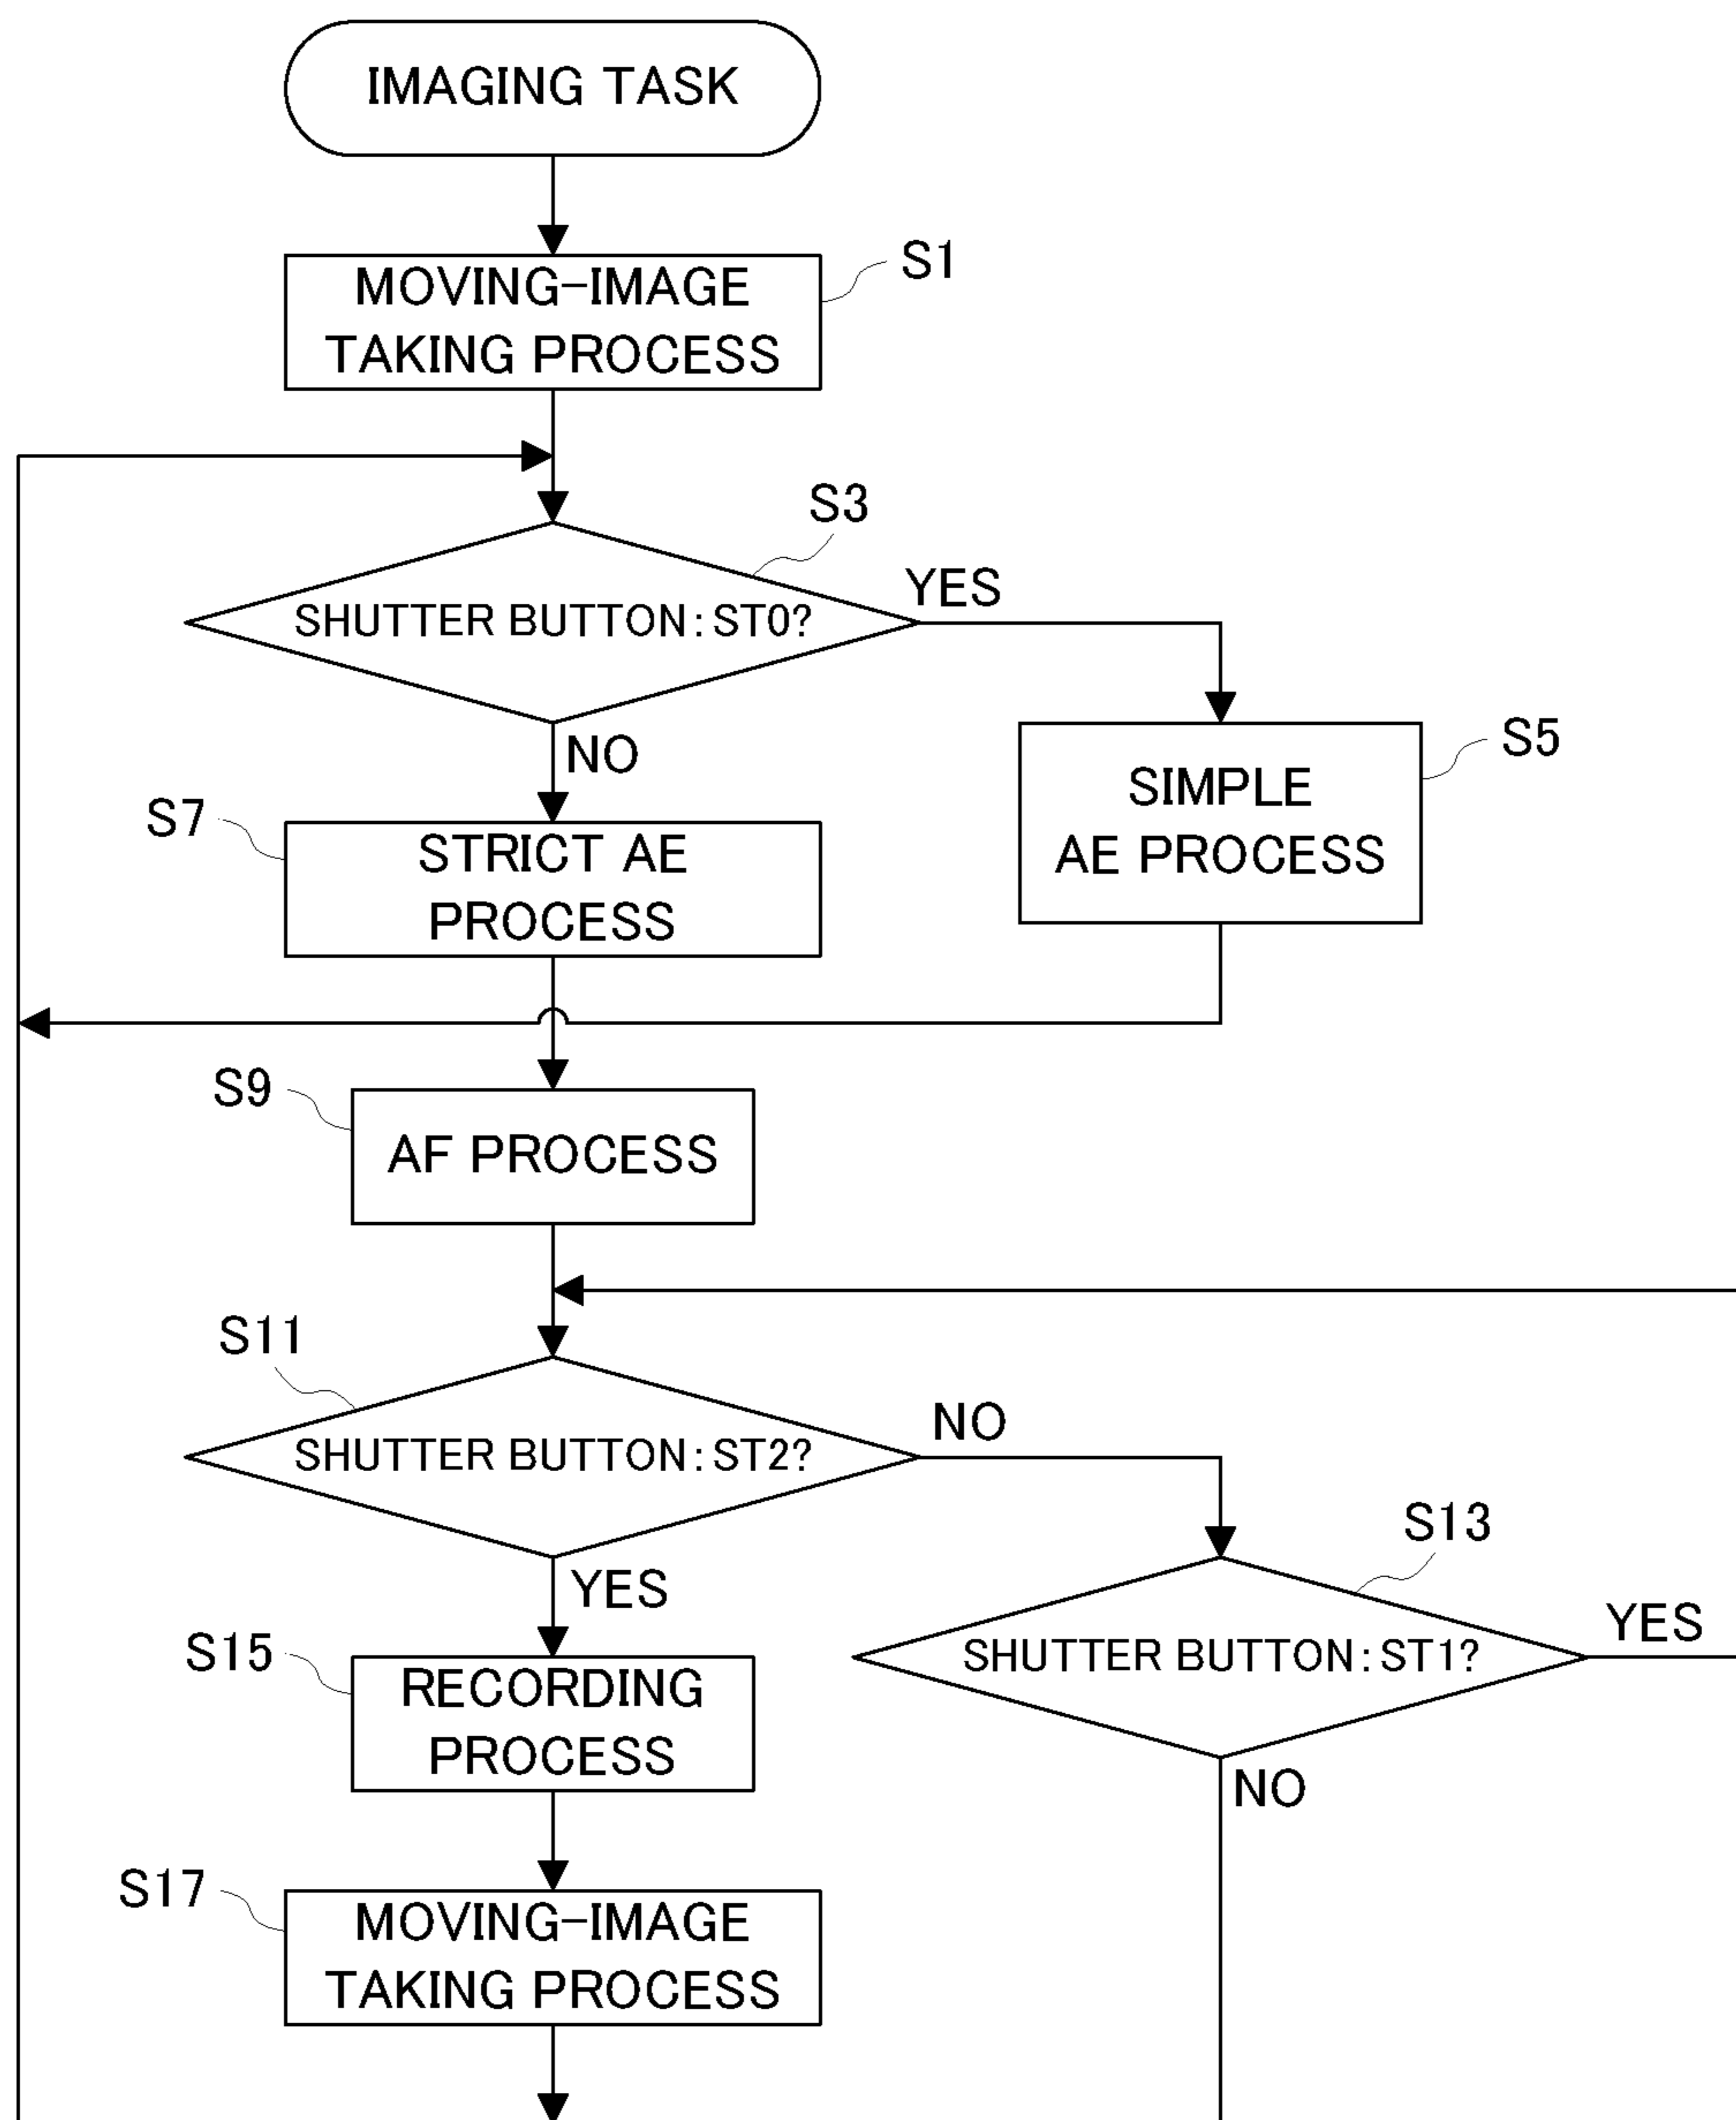 IMAGING TASK
S1
MOVING-IMAGE
TAKING PROCESS
S3
YES
SHUTTER BUTTON: ST0?
NO
S5
SIMPLE
AE PROCESS
S7
STRICT AE
PROCESS
S9
AF PROCESS
S11
NO
SHUTTER BUTTON: ST2?
YES
S13
YES
SHUTTER BUTTON: ST1?
NO
S15
RECORDING
PROCESS
S17
MOVING-IMAGE
TAKING PROCESS